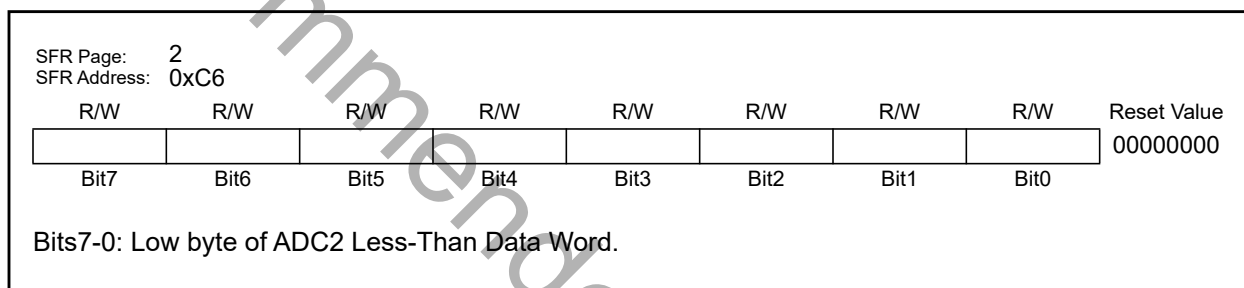 SFR Page: 2
SFR Address: 0xC6
R/W R/W R/W R/W R/W R/W R/W R/W Reset Value
00000000
Bit7 Bit6 Bit5 Bit4 Bit3 Bit2 Bit1 Bit0
Bits7-0: Low byte of ADC2 Less-Than Data Word.